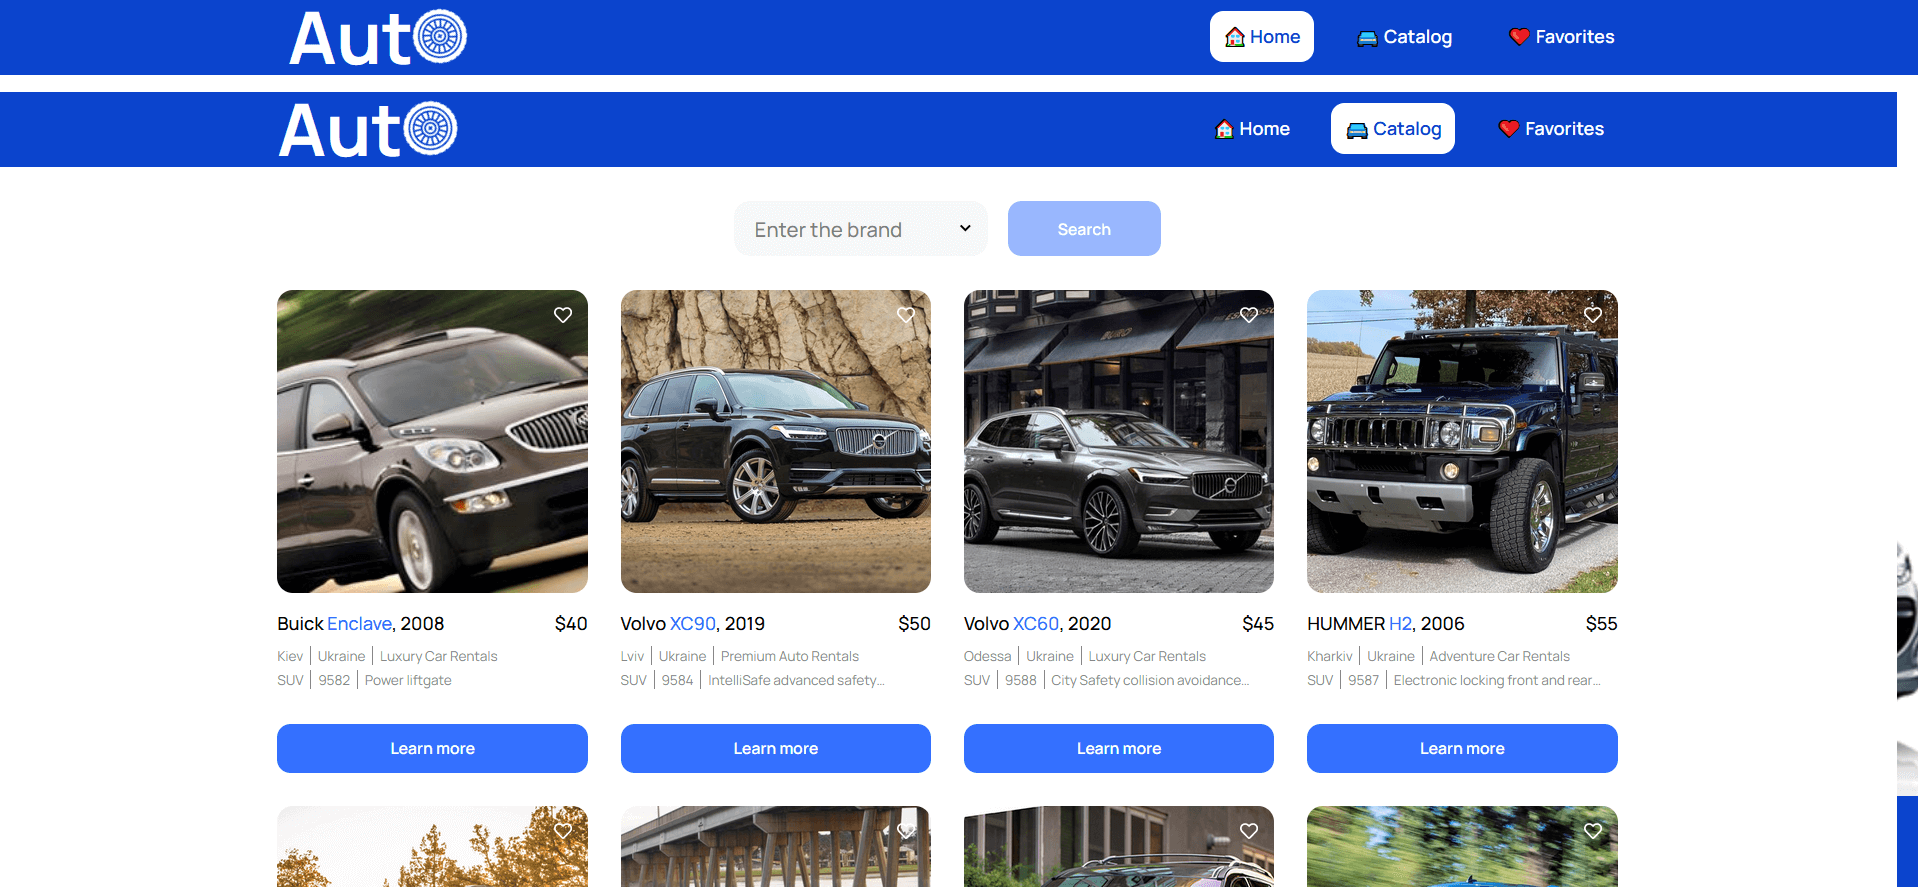 Auto
Home Catalog Favorites
Auto
Home Catalog Favorites
Enter the brand Search
Buick Enclave, 2008 $40
Kiev | Ukraine | Luxury Car Rentals
SUV | 9582 | Power liftgate
Learn more
Volvo XC90, 2019 $50
Lviv | Ukraine | Premium Auto Rentals
SUV | 9584 | IntelliSafe advanced safety...
Learn more
Volvo XC60, 2020 $45
Odessa | Ukraine | Luxury Car Rentals
SUV | 9588 | City Safety collision avoidance...
Learn more
HUMMER H2, 2006 $55
Kharkiv | Ukraine | Adventure Car Rentals
SUV | 9587 | Electronic locking front and rear...
Learn more